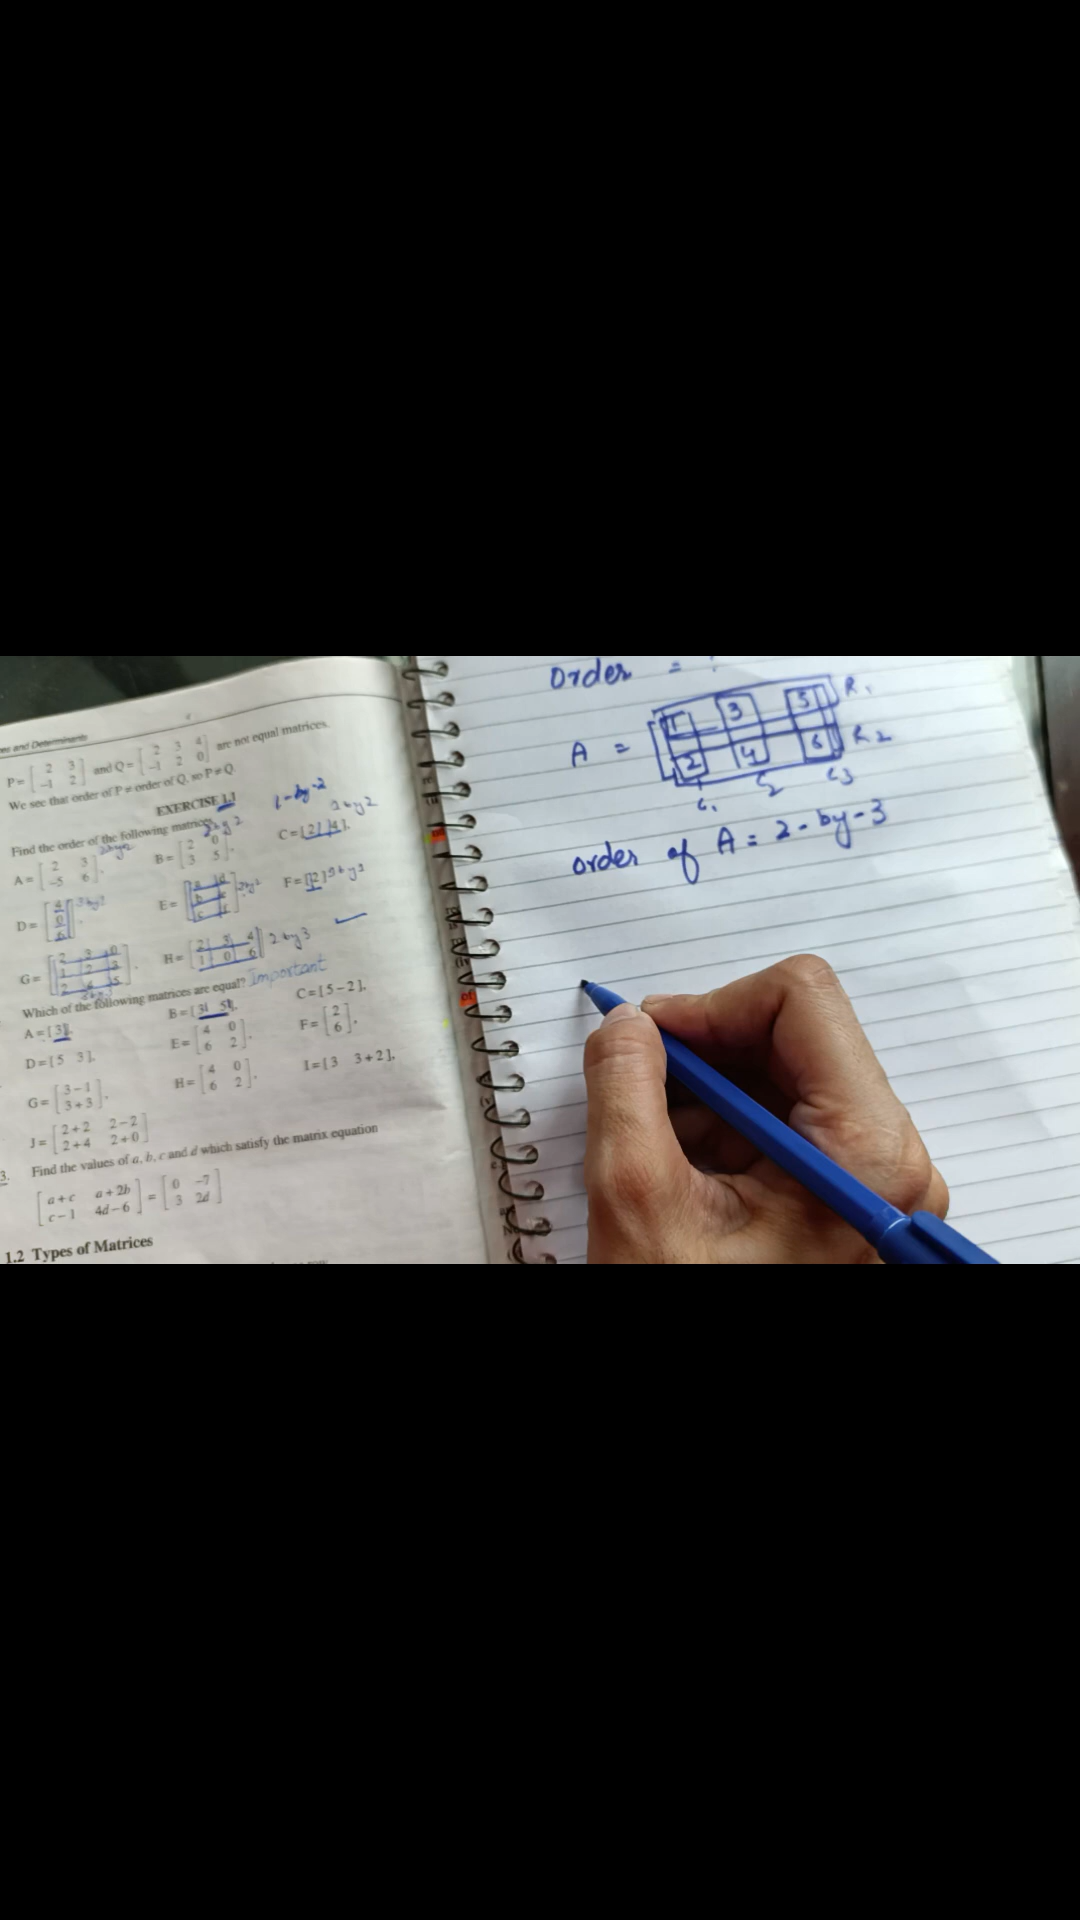 and Determinants
P = [ 2 3 and Q = [ 2 3 4 are not equal matrices.
-1 2 ] -1 2 0 ]
We see that order of P ≠ order of Q, so P ≠ Q.
EXERCISE 1.1
1-by-2
Find the order of the following matrices.
A = [ 2 3
-5 6 ],
B = [ 2 0
3 5 ],
2 by 2
C = [2 4],
D = [ 4
0
6 ]
E =
F = [2]
G = [ 2 3 0
1 2 3
2 4 5 ],
H = [ 2 3 4
1 0 6 ]
2 by 3
Which of the following matrices are equal? Important
A = [3],
B = [3 5],
C = [5 – 2],
D = [5 3],
E = [ 4 0
6 2 ],
F = [ 2
6 ],
G = [ 3 – 1
3 + 3 ],
H = [ 4 0
6 2 ],
I = [3 3 + 2],
J = [ 2 + 2 2 – 2
2 + 4 2 + 0 ]
3. Find the values of a, b, c and d which satisfy the matrix equation
[ a + c a + 2b = [ 0 -7
c – 1 4d – 6 ] 3 2d ]
1.2 Types of Matrices
order = ?
A = [ 1 3 5 R1
2 4 6 ] R2
C1 C2 C3
order of A = 2-by-3